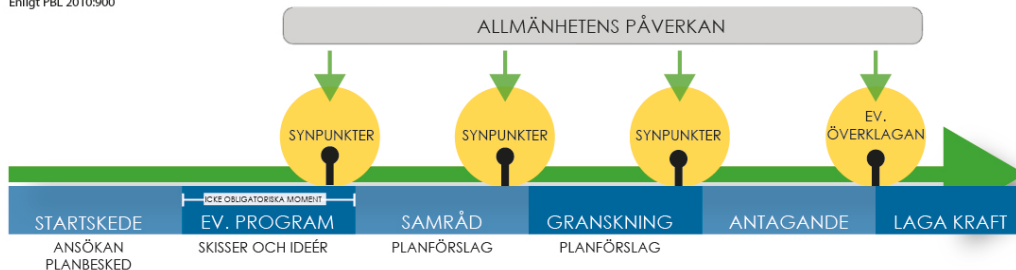 Enligt PBL 2010:900
ALLMÄNHETENS PÅVERKAN
SYNPUNKTER
SYNPUNKTER
SYNPUNKTER
EV.
ÖVERKLAGAN
ICKE OBLIGATORISKA MOMENT
STARTSKEDE
EV. PROGRAM
SAMRÅD
GRANSKNING
ANTAGANDE
LAGA KRAFT
ANSÖKAN
PLANBESKED
SKISSER OCH IDEÉR
PLANFÖRSLAG
PLANFÖRSLAG